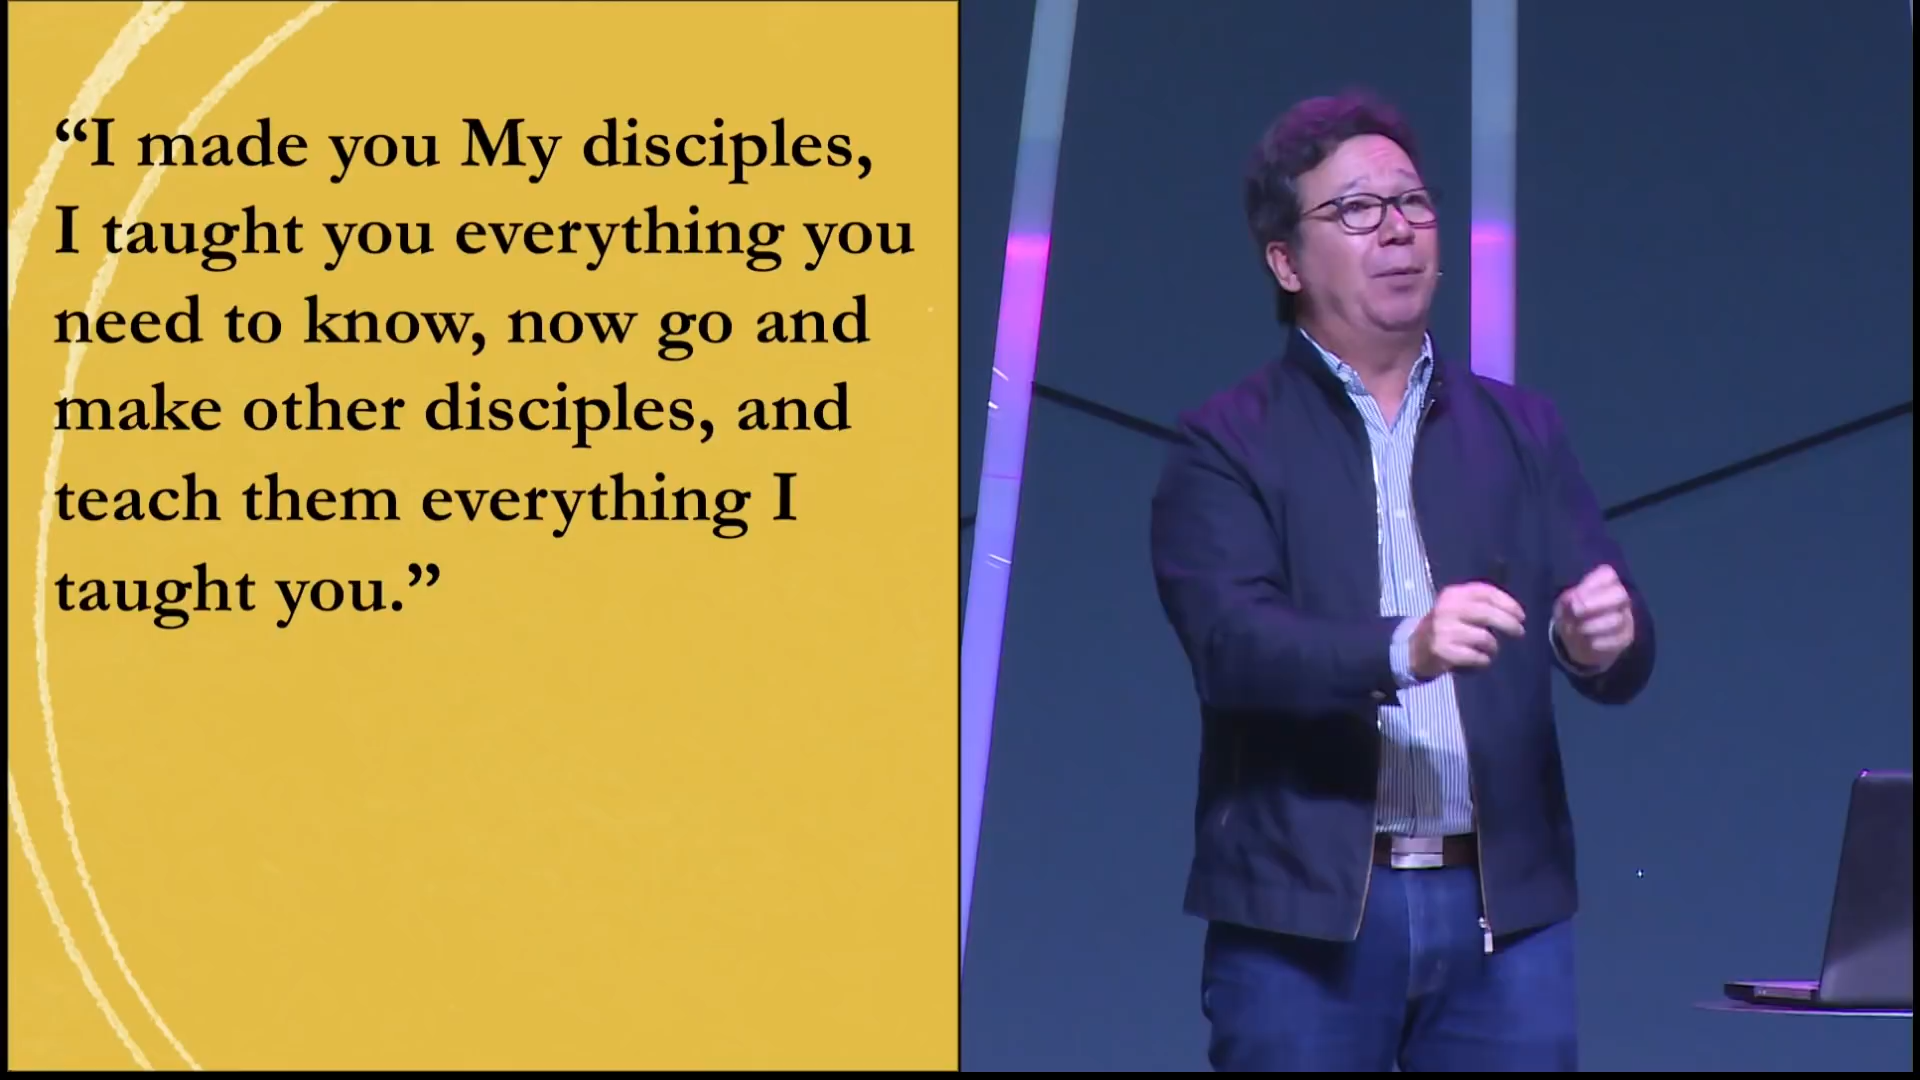 “I made you My disciples,
I taught you everything you
need to know, now go and
make other disciples, and
teach them everything I
taught you.”